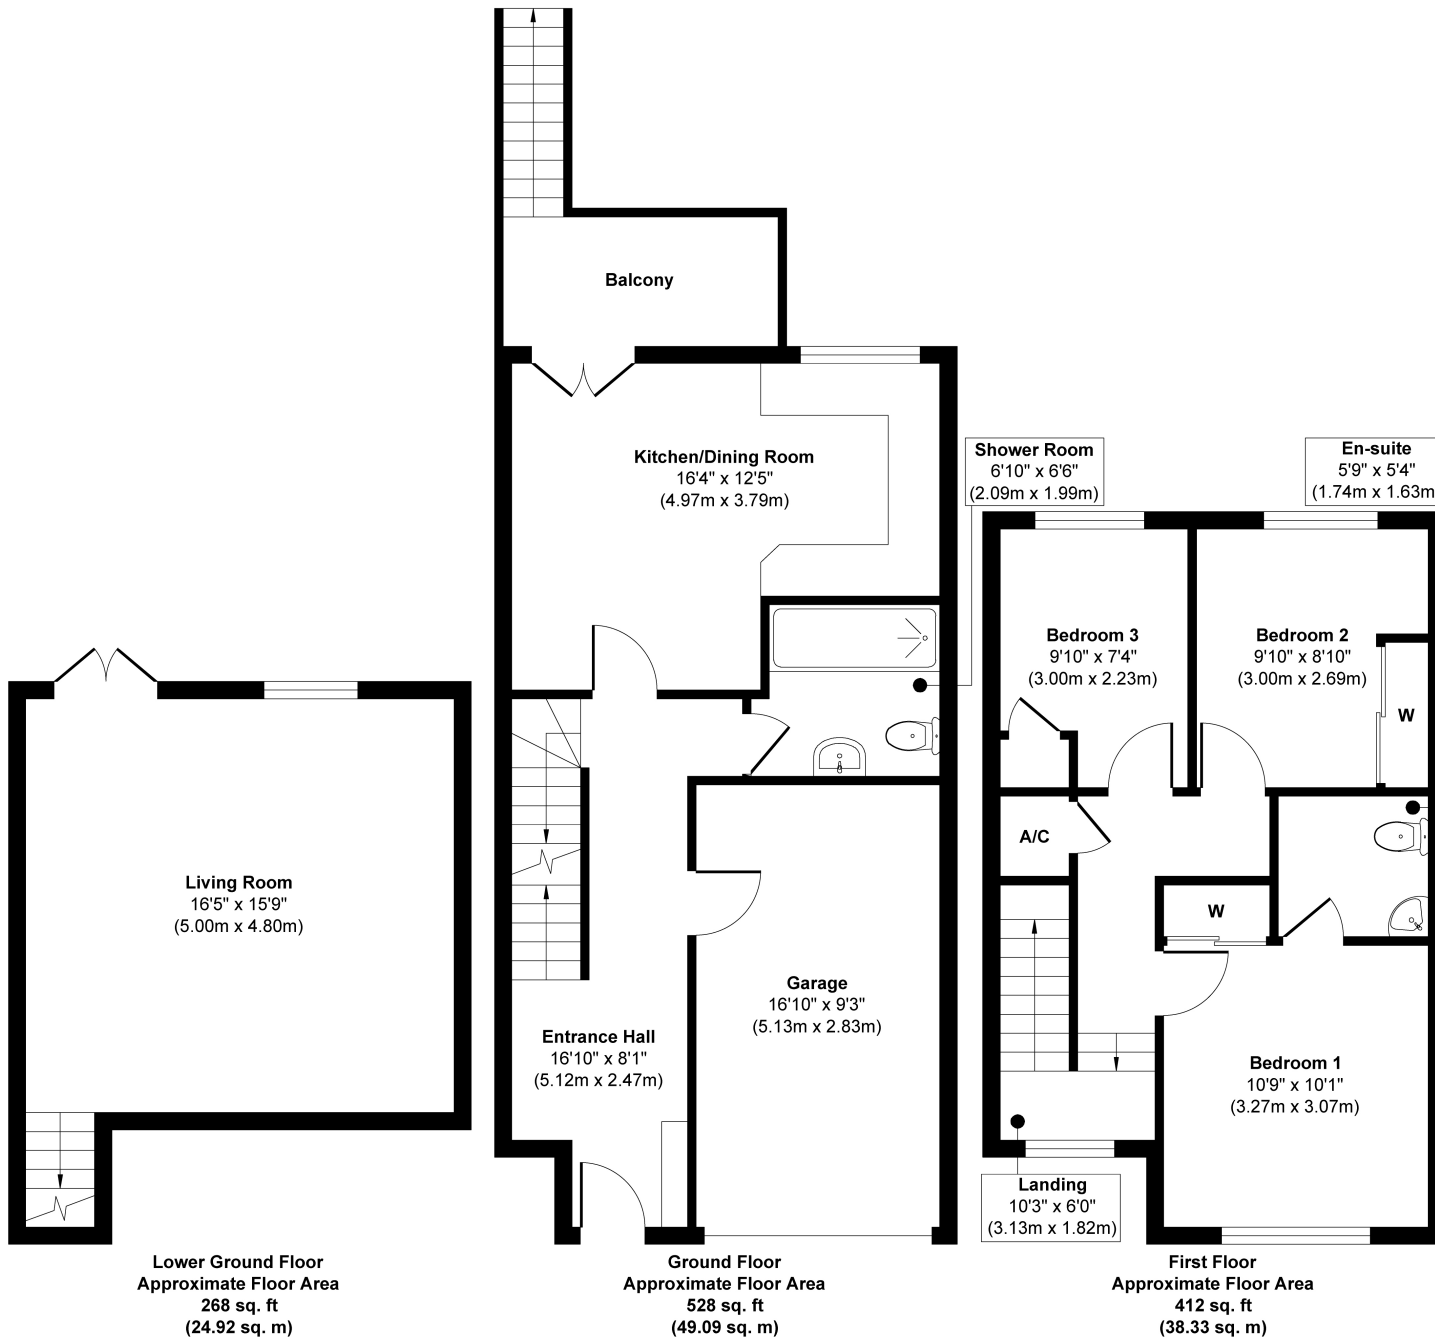 Balcony
Kitchen/Dining Room
16'4" x 12'5"
(4.97m x 3.79m)
Shower Room
6'10" x 6'6"
(2.09m x 1.99m)
En-suite
5'9" x 5'4"
(1.74m x 1.63m
Bedroom 3
9'10" x 7'4"
(3.00m x 2.23m)
Bedroom 2
9'10" x 8'10"
(3.00m x 2.69m)
W
A/C
W
Living Room
16'5" x 15'9"
(5.00m x 4.80m)
Garage
16'10" x 9'3"
(5.13m x 2.83m)
Entrance Hall
16'10" x 8'1"
(5.12m x 2.47m)
Bedroom 1
10'9" x 10'1"
(3.27m x 3.07m)
Landing
10'3" x 6'0"
(3.13m x 1.82m)
Lower Ground Floor
Approximate Floor Area
268 sq. ft
(24.92 sq. m)
Ground Floor
Approximate Floor Area
528 sq. ft
(49.09 sq. m)
First Floor
Approximate Floor Area
412 sq. ft
(38.33 sq. m)